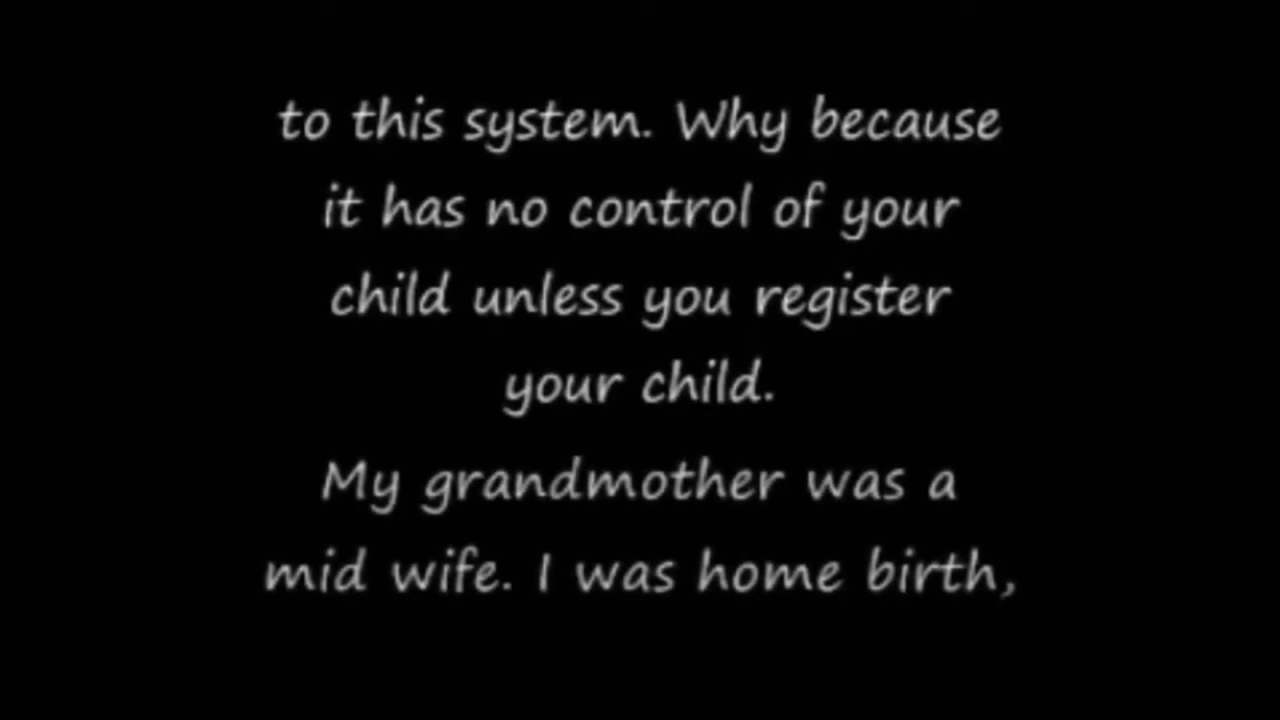 to this system. Why because
it has no control of your
child unless you register
your child.
My grandmother was a
mid wife. I was home birth,